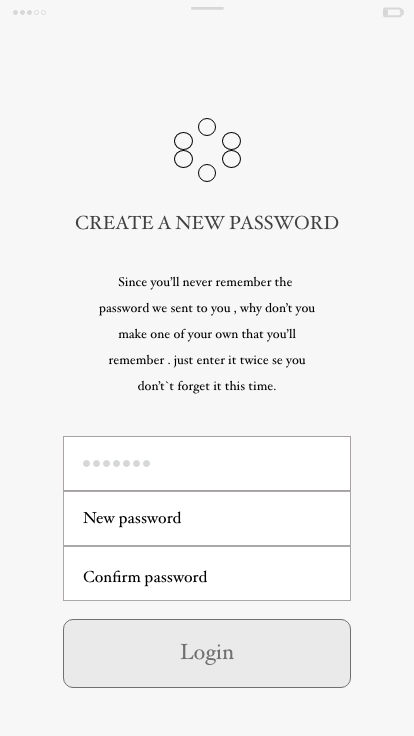 CREATE A NEW PASSWORD
Since you'll never remember the
password we sent to you , why don't you
make one of your own that you'll
remember . just enter it twice se you
don't`t forget it this time.
New password
Confirm password
Login